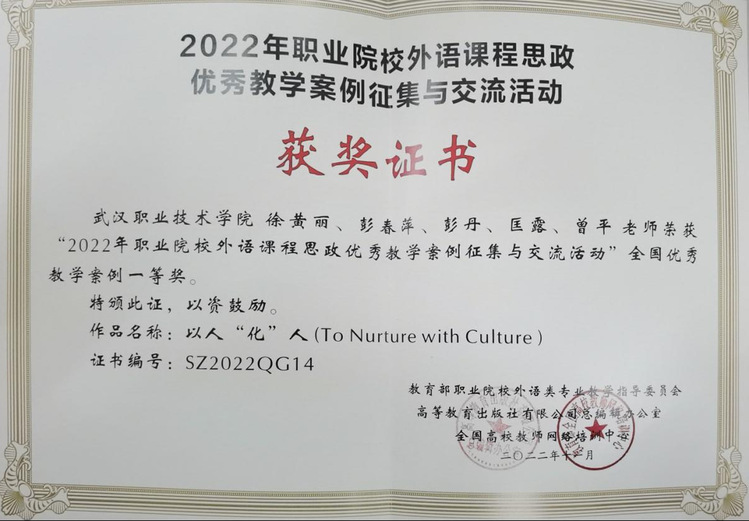 2022年职业院校外语课程思政
优秀教学案例征集与交流活动
获奖证书
武汉职业技术学院 徐黄丽、彭春萍、彭丹、匡露、曾平 老师荣获
“2022年职业院校外语课程思政优秀教学案例征集与交流活动”全国优秀
教学案例一等奖。
特颁此证，以资鼓励。
作品名称：以人“化”人(To Nurture with Culture)
证书编号：SZ2022QG14
教育部职业院校外语类专业教学指导委员会
高等教育出版社有限公司总编辑办公室
全国高校教师网络培训中心
二〇二二年十一月